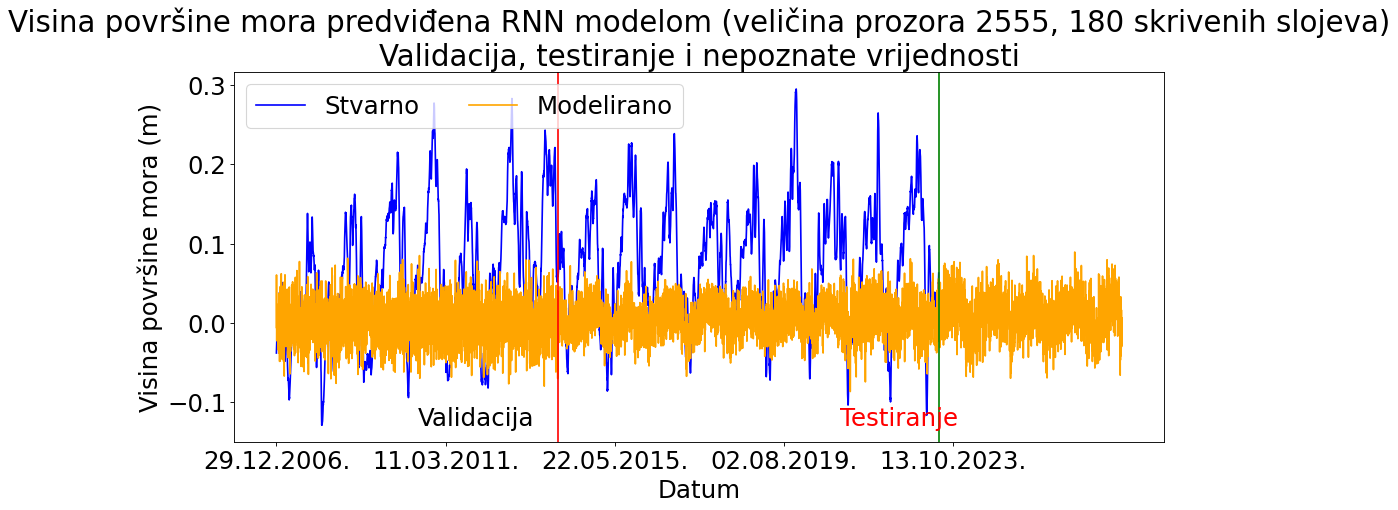 Visina površine mora predviđena RNN modelom (veličina prozora 2555, 180 skrivenih slojeva)
Validacija, testiranje i nepoznate vrijednosti
Visina površine mora (m)
0.3
0.2
0.1
0.0
−0.1
Stvarno Modelirano
Validacija Testiranje
29.12.2006. 11.03.2011. 22.05.2015. 02.08.2019. 13.10.2023.
Datum